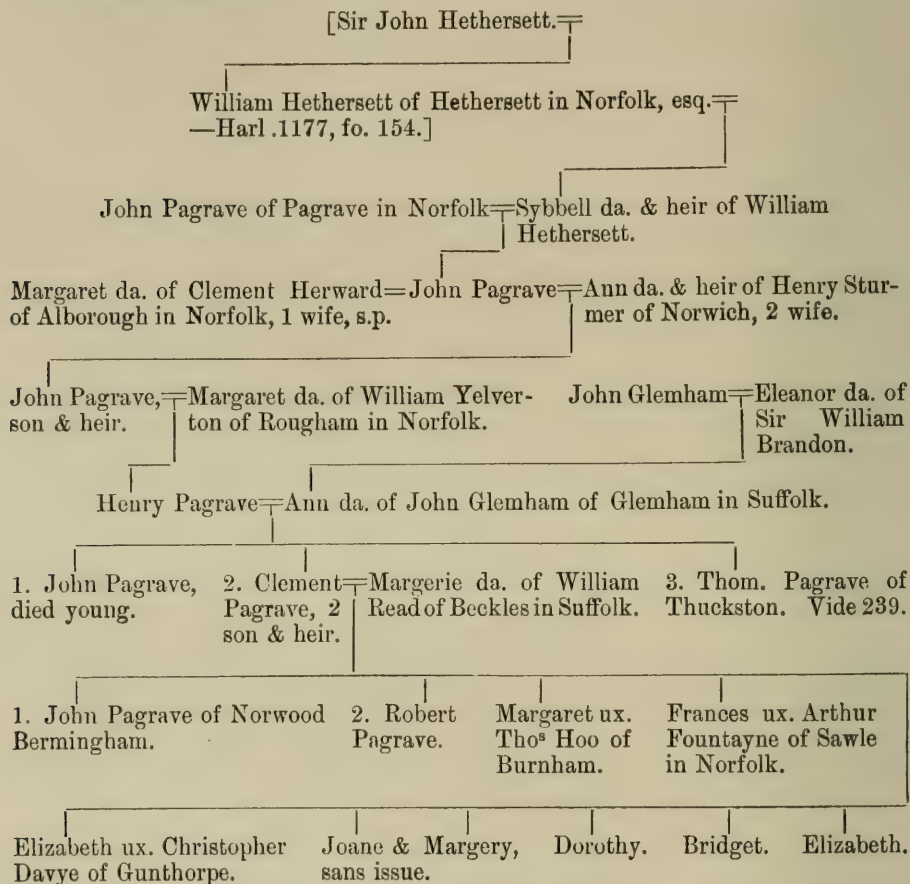 [Sir John Hethersett.=
William Hethersett of Hethersett in Norfolk, esq.=
—Harl .1177, fo. 154.]
John Pagrave of Pagrave in Norfolk=Sybbell da. & heir of William
Hethersett.
Margaret da. of Clement Herward=John Pagrave=Ann da. & heir of Henry Stur-
of Alborough in Norfolk, 1 wife, s.p.
mer of Norwich, 2 wife.
John Pagrave,=Margaret da. of William Yelver-
son & heir.
ton of Rougham in Norfolk.
John Glemham=Eleanor da. of
Sir William
Brandon.
Henry Pagrave=Ann da. of John Glemham of Glemham in Suffolk.
1. John Pagrave,
died young.
2. Clement=Margerie da. of William
Pagrave, 2
Read of Beckles in Suffolk.
son & heir.
3. Thom. Pagrave of
Thuckston. Vide 239.
1. John Pagrave of Norwood
Bermingham.
2. Robert
Pagrave.
Margaret ux.
Thoˢ Hoo of
Burnham.
Frances ux. Arthur
Fountayne of Sawle
in Norfolk.
Elizabeth ux. Christopher
Davye of Gunthorpe.
Joane & Margery,
sans issue.
Dorothy.
Bridget.
Elizabeth.